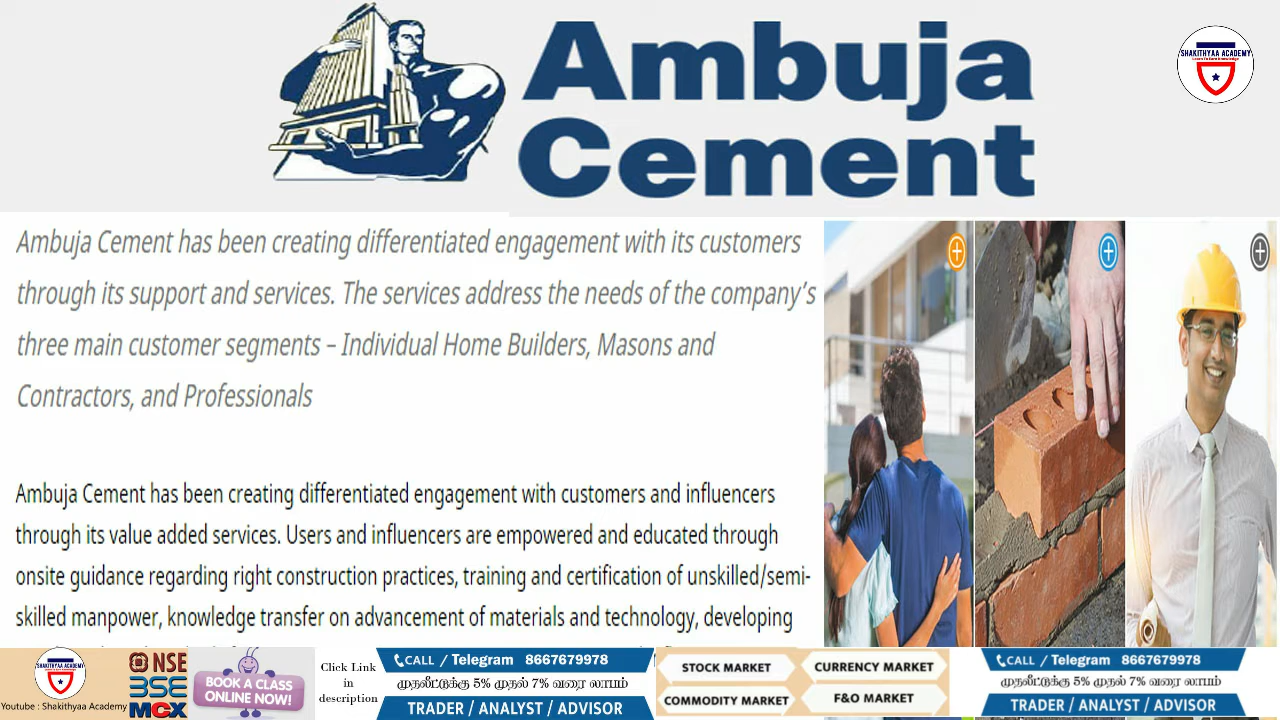 Ambuja
Cement
SHAKITHYAA ACADEMY
Learn To Earn Knowledge
Ambuja Cement has been creating differentiated engagement with its customers
through its support and services. The services address the needs of the company's
three main customer segments – Individual Home Builders, Masons and
Contractors, and Professionals
Ambuja Cement has been creating differentiated engagement with customers and influencers
through its value added services. Users and influencers are empowered and educated through
onsite guidance regarding right construction practices, training and certification of unskilled/semi-
skilled manpower, knowledge transfer on advancement of materials and technology, developing
SHAKITHYAA ACADEMY
Youtube : Shakithyaa Academy
NSE
BSE
MCX
BOOK A CLASS
ONLINE NOW!
Click Link
in
description
CALL / Telegram 8667679978
முதலீட்டுக்கு 5% முதல் 7% வரை லாபம்
TRADER / ANALYST / ADVISOR
STOCK MARKET
CURRENCY MARKET
COMMODITY MARKET
F&O MARKET
CALL / Telegram 8667679978
முதலீட்டுக்கு 5% முதல் 7% வரை லாபம்
TRADER / ANALYST / ADVISOR